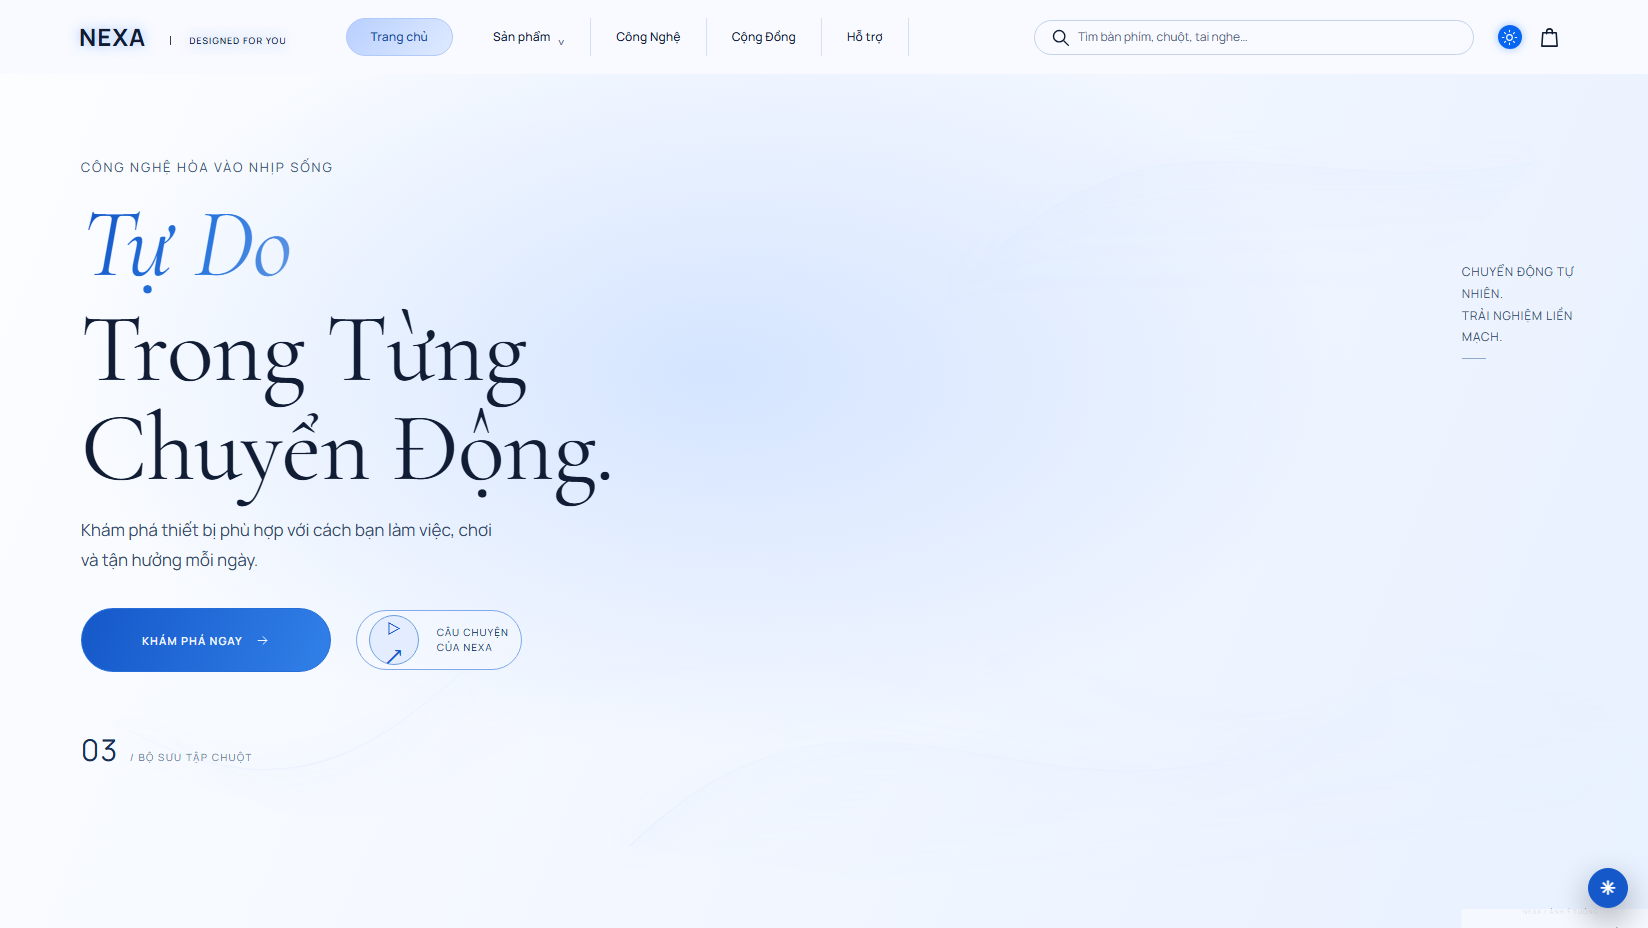 NEXA
DESIGNED FOR YOU
Trang chủ
Sản phẩm
Công Nghệ
Cộng Đồng
Hỗ trợ
Tìm bàn phím, chuột, tai nghe...
CÔNG NGHỆ HÒA VÀO NHỊP SỐNG
Tự Do
Trong Từng
Chuyển Động.
CHUYỂN ĐỘNG TỰ
NHIÊN.
TRẢI NGHIỆM LIỀN
MẠCH.
Khám phá thiết bị phù hợp với cách bạn làm việc, chơi
và tận hưởng mỗi ngày.
KHÁM PHÁ NGAY →
CÂU CHUYỆN
CỦA NEXA
03 / BỘ SƯU TẬP CHUỘT